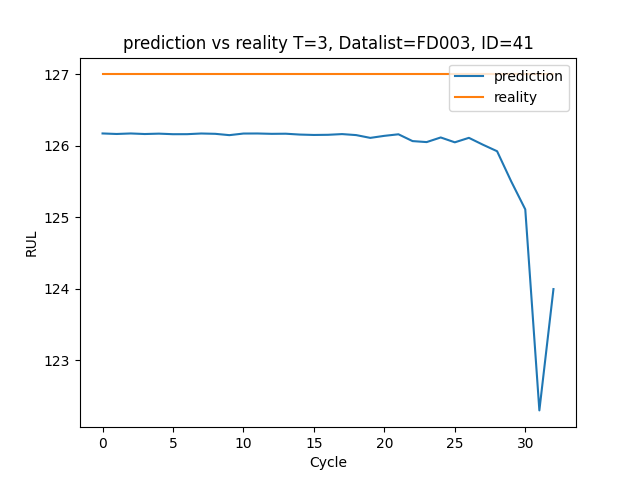 prediction vs reality T=3, Datalist=FD003, ID=41
127
126
125
124
123
RUL
prediction
reality
0 5 10 15 20 25 30
Cycle